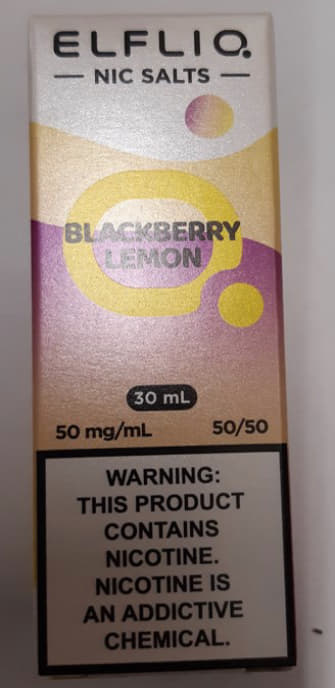 ELFLIQ
NIC SALTS
BLACKBERRY
LEMON
30 mL
50 mg/mL 50/50
WARNING:
THIS PRODUCT
CONTAINS
NICOTINE.
NICOTINE IS
AN ADDICTIVE
CHEMICAL.